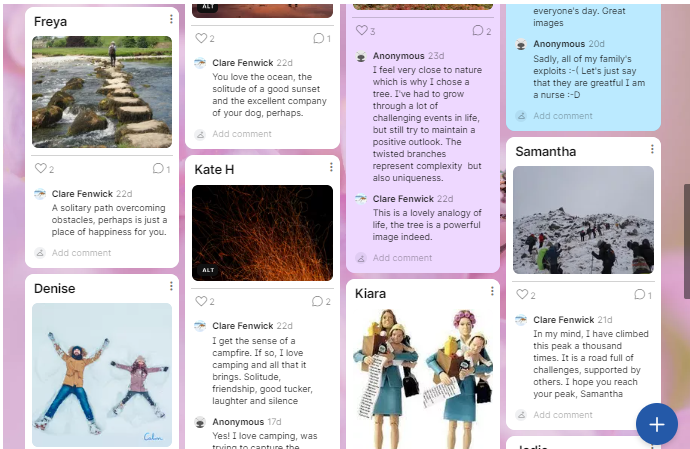 Freya
2
1
Clare Fenwick 22d
A solitary path overcoming
obstacles, perhaps is just a
place of happiness for you.
Add comment
Denise
Calm
ALT
2
1
Clare Fenwick 22d
You love the ocean, the
solitude of a good sunset
and the excellent company
of your dog, perhaps.
Add comment
Kate H
ALT
2
2
Clare Fenwick 22d
I get the sense of a
campfire. If so, I love
camping and all that it
brings. Solitude,
friendship, good tucker,
laughter and silence
Anonymous 17d
Yes! I love camping, was
trying to capture the
3
2
Anonymous 23d
I feel very close to nature
which is why I chose a
tree. I've had to grow
through a lot of
challenging events in life,
but still try to maintain a
positive outlook. The
twisted branches
represent complexity but
also uniqueness.
Clare Fenwick 22d
This is a lovely analogy of
life, the tree is a powerful
image indeed.
Add comment
Kiara
everyone's day. Great
images
Anonymous 20d
Sadly, all of my family's
exploits :-( Let's just say
that they are greatful I am
a nurse :-D
Add comment
Samantha
2
1
Clare Fenwick 21d
In my mind, I have climbed
this peak a thousand
times. It is a road full of
challenges, supported by
others. I hope you reach
your peak, Samantha
Add comment